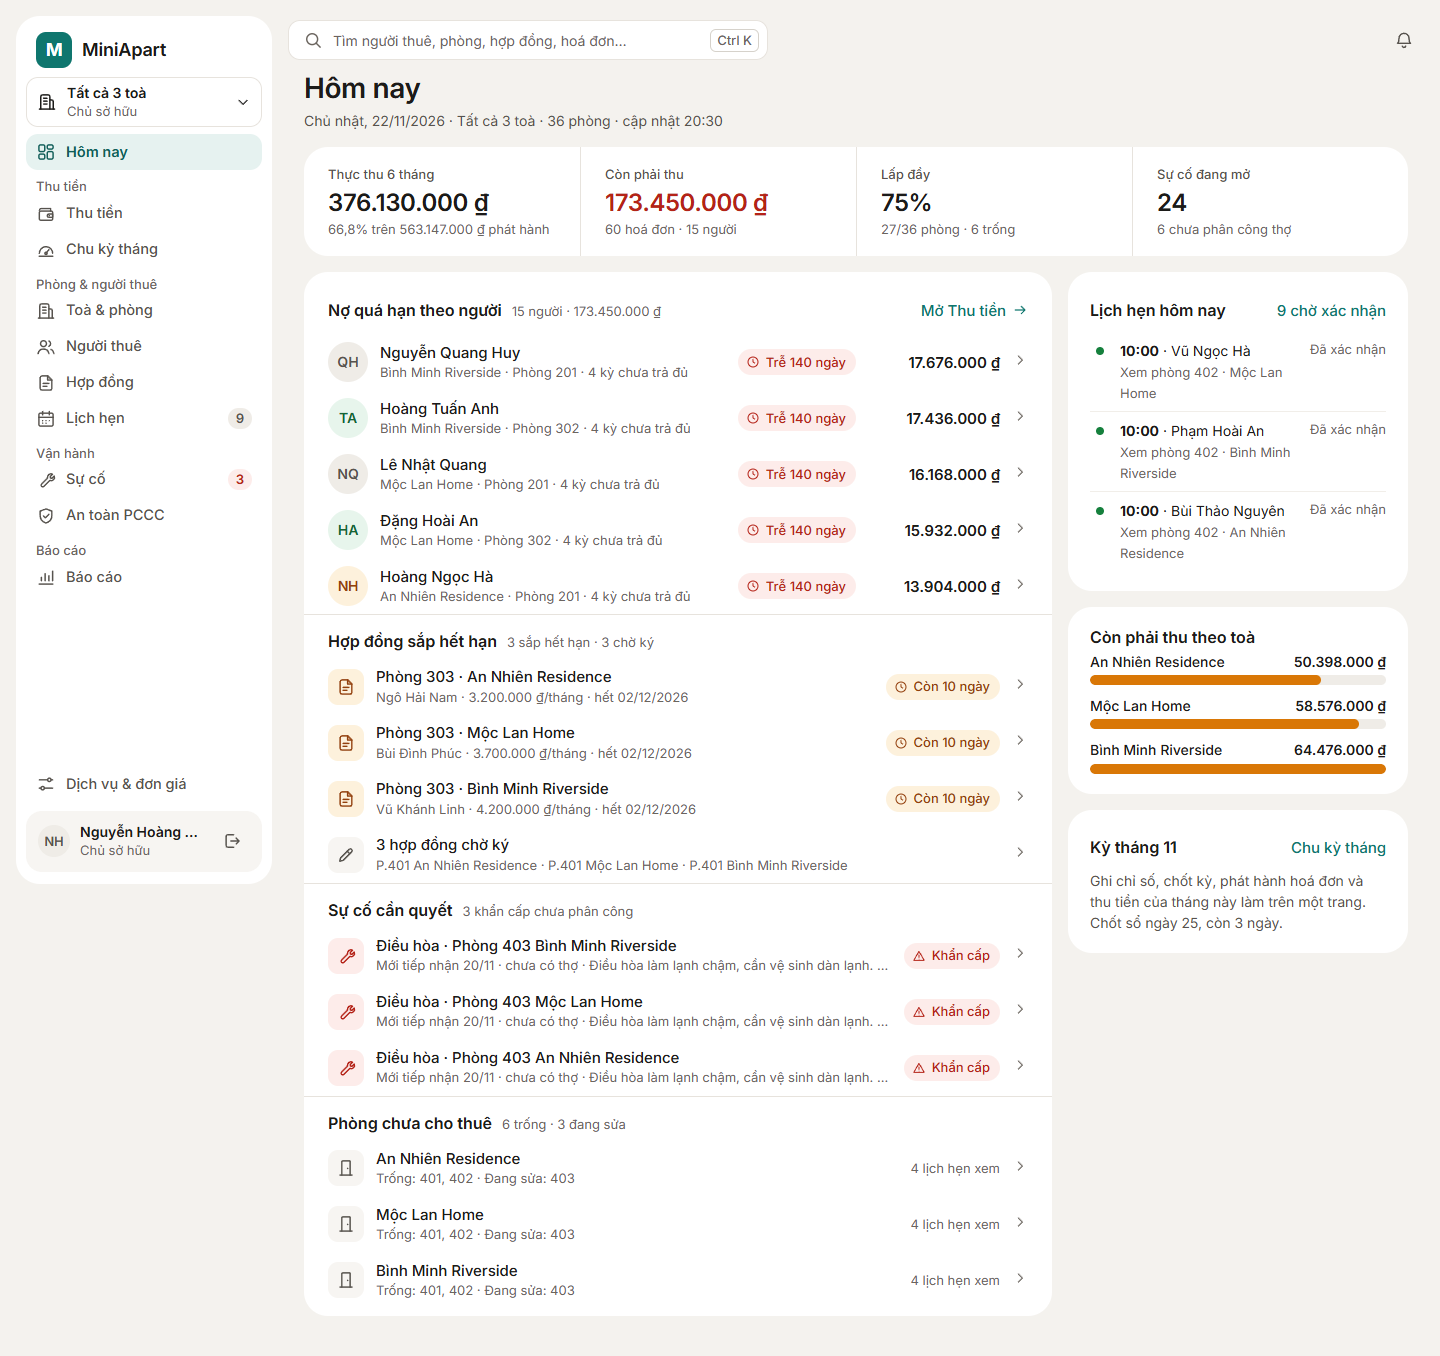 M MiniApart
Tất cả 3 toà
Chủ sở hữu
Hôm nay
Thu tiền
Thu tiền
Chu kỳ tháng
Phòng & người thuê
Toà & phòng
Người thuê
Hợp đồng
Lịch hẹn 9
Vận hành
Sự cố 3
An toàn PCCC
Báo cáo
Báo cáo
Dịch vụ & đơn giá
NH Nguyễn Hoàng ...
Chủ sở hữu
Tìm người thuê, phòng, hợp đồng, hoá đơn... Ctrl K
Hôm nay
Chủ nhật, 22/11/2026 · Tất cả 3 toà · 36 phòng · cập nhật 20:30
Thực thu 6 tháng
376.130.000 ₫
66,8% trên 563.147.000 ₫ phát hành
Còn phải thu
173.450.000 ₫
60 hoá đơn · 15 người
Lấp đầy
75%
27/36 phòng · 6 trống
Sự cố đang mở
24
6 chưa phân công thợ
Nợ quá hạn theo người 15 người · 173.450.000 ₫ Mở Thu tiền →
QH Nguyễn Quang Huy Trễ 140 ngày 17.676.000 ₫
Bình Minh Riverside · Phòng 201 · 4 kỳ chưa trả đủ
TA Hoàng Tuấn Anh Trễ 140 ngày 17.436.000 ₫
Bình Minh Riverside · Phòng 302 · 4 kỳ chưa trả đủ
NQ Lê Nhật Quang Trễ 140 ngày 16.168.000 ₫
Mộc Lan Home · Phòng 201 · 4 kỳ chưa trả đủ
HA Đặng Hoài An Trễ 140 ngày 15.932.000 ₫
Mộc Lan Home · Phòng 302 · 4 kỳ chưa trả đủ
NH Hoàng Ngọc Hà Trễ 140 ngày 13.904.000 ₫
An Nhiên Residence · Phòng 201 · 4 kỳ chưa trả đủ
Hợp đồng sắp hết hạn 3 sắp hết hạn · 3 chờ ký
Phòng 303 · An Nhiên Residence Còn 10 ngày
Ngô Hải Nam · 3.200.000 ₫/tháng · hết 02/12/2026
Phòng 303 · Mộc Lan Home Còn 10 ngày
Bùi Đình Phúc · 3.700.000 ₫/tháng · hết 02/12/2026
Phòng 303 · Bình Minh Riverside Còn 10 ngày
Vũ Khánh Linh · 4.200.000 ₫/tháng · hết 02/12/2026
3 hợp đồng chờ ký
P.401 An Nhiên Residence · P.401 Mộc Lan Home · P.401 Bình Minh Riverside
Sự cố cần quyết 3 khẩn cấp chưa phân công
Điều hòa · Phòng 403 Bình Minh Riverside Khẩn cấp
Mới tiếp nhận 20/11 · chưa có thợ · Điều hòa làm lạnh chậm, cần vệ sinh dàn lạnh. ...
Điều hòa · Phòng 403 Mộc Lan Home Khẩn cấp
Mới tiếp nhận 20/11 · chưa có thợ · Điều hòa làm lạnh chậm, cần vệ sinh dàn lạnh. ...
Điều hòa · Phòng 403 An Nhiên Residence Khẩn cấp
Mới tiếp nhận 20/11 · chưa có thợ · Điều hòa làm lạnh chậm, cần vệ sinh dàn lạnh. ...
Phòng chưa cho thuê 6 trống · 3 đang sửa
An Nhiên Residence 4 lịch hẹn xem
Trống: 401, 402 · Đang sửa: 403
Mộc Lan Home 4 lịch hẹn xem
Trống: 401, 402 · Đang sửa: 403
Bình Minh Riverside 4 lịch hẹn xem
Trống: 401, 402 · Đang sửa: 403
Lịch hẹn hôm nay 9 chờ xác nhận
10:00 · Vũ Ngọc Hà Đã xác nhận
Xem phòng 402 · Mộc Lan
Home
10:00 · Phạm Hoài An Đã xác nhận
Xem phòng 402 · Bình Minh
Riverside
10:00 · Bùi Thảo Nguyên Đã xác nhận
Xem phòng 402 · An Nhiên
Residence
Còn phải thu theo toà
An Nhiên Residence 50.398.000 ₫
Mộc Lan Home 58.576.000 ₫
Bình Minh Riverside 64.476.000 ₫
Kỳ tháng 11 Chu kỳ tháng
Ghi chỉ số, chốt kỳ, phát hành hoá đơn và
thu tiền của tháng này làm trên một trang.
Chốt sổ ngày 25, còn 3 ngày.